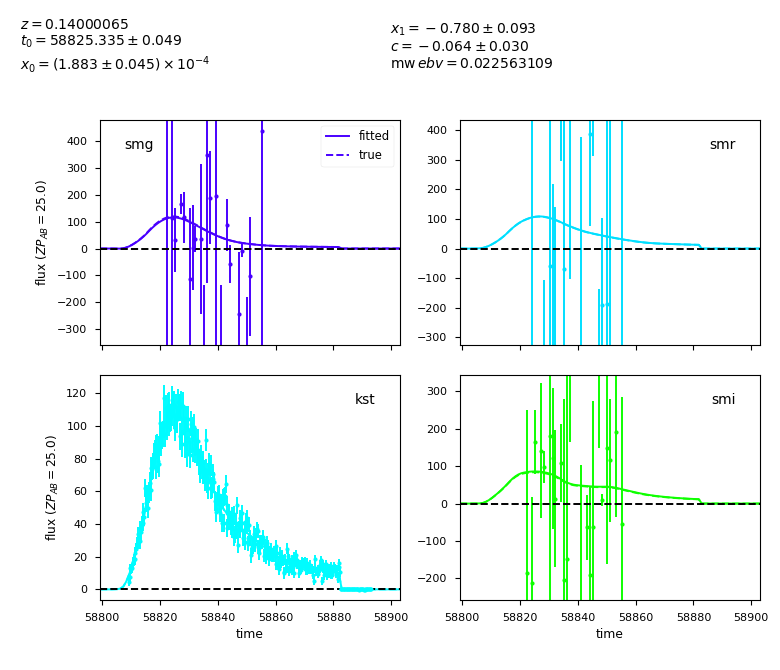 z = 0.14000065
t₀ = 58825.335 ± 0.049
x₀ = (1.883 ± 0.045) × 10⁻⁴
x₁ = −0.780 ± 0.093
c = −0.064 ± 0.030
mw ebv = 0.022563109
smg
fitted
true
400
300
200
100
0
−100
−200
−300
flux (ZP_AB = 25.0)
smr
400
300
200
100
0
−100
−200
−300
kst
120
100
80
60
40
20
0
flux (ZP_AB = 25.0)
58800 58820 58840 58860 58880 58900
time
smi
300
200
100
0
−100
−200
58800 58820 58840 58860 58880 58900
time